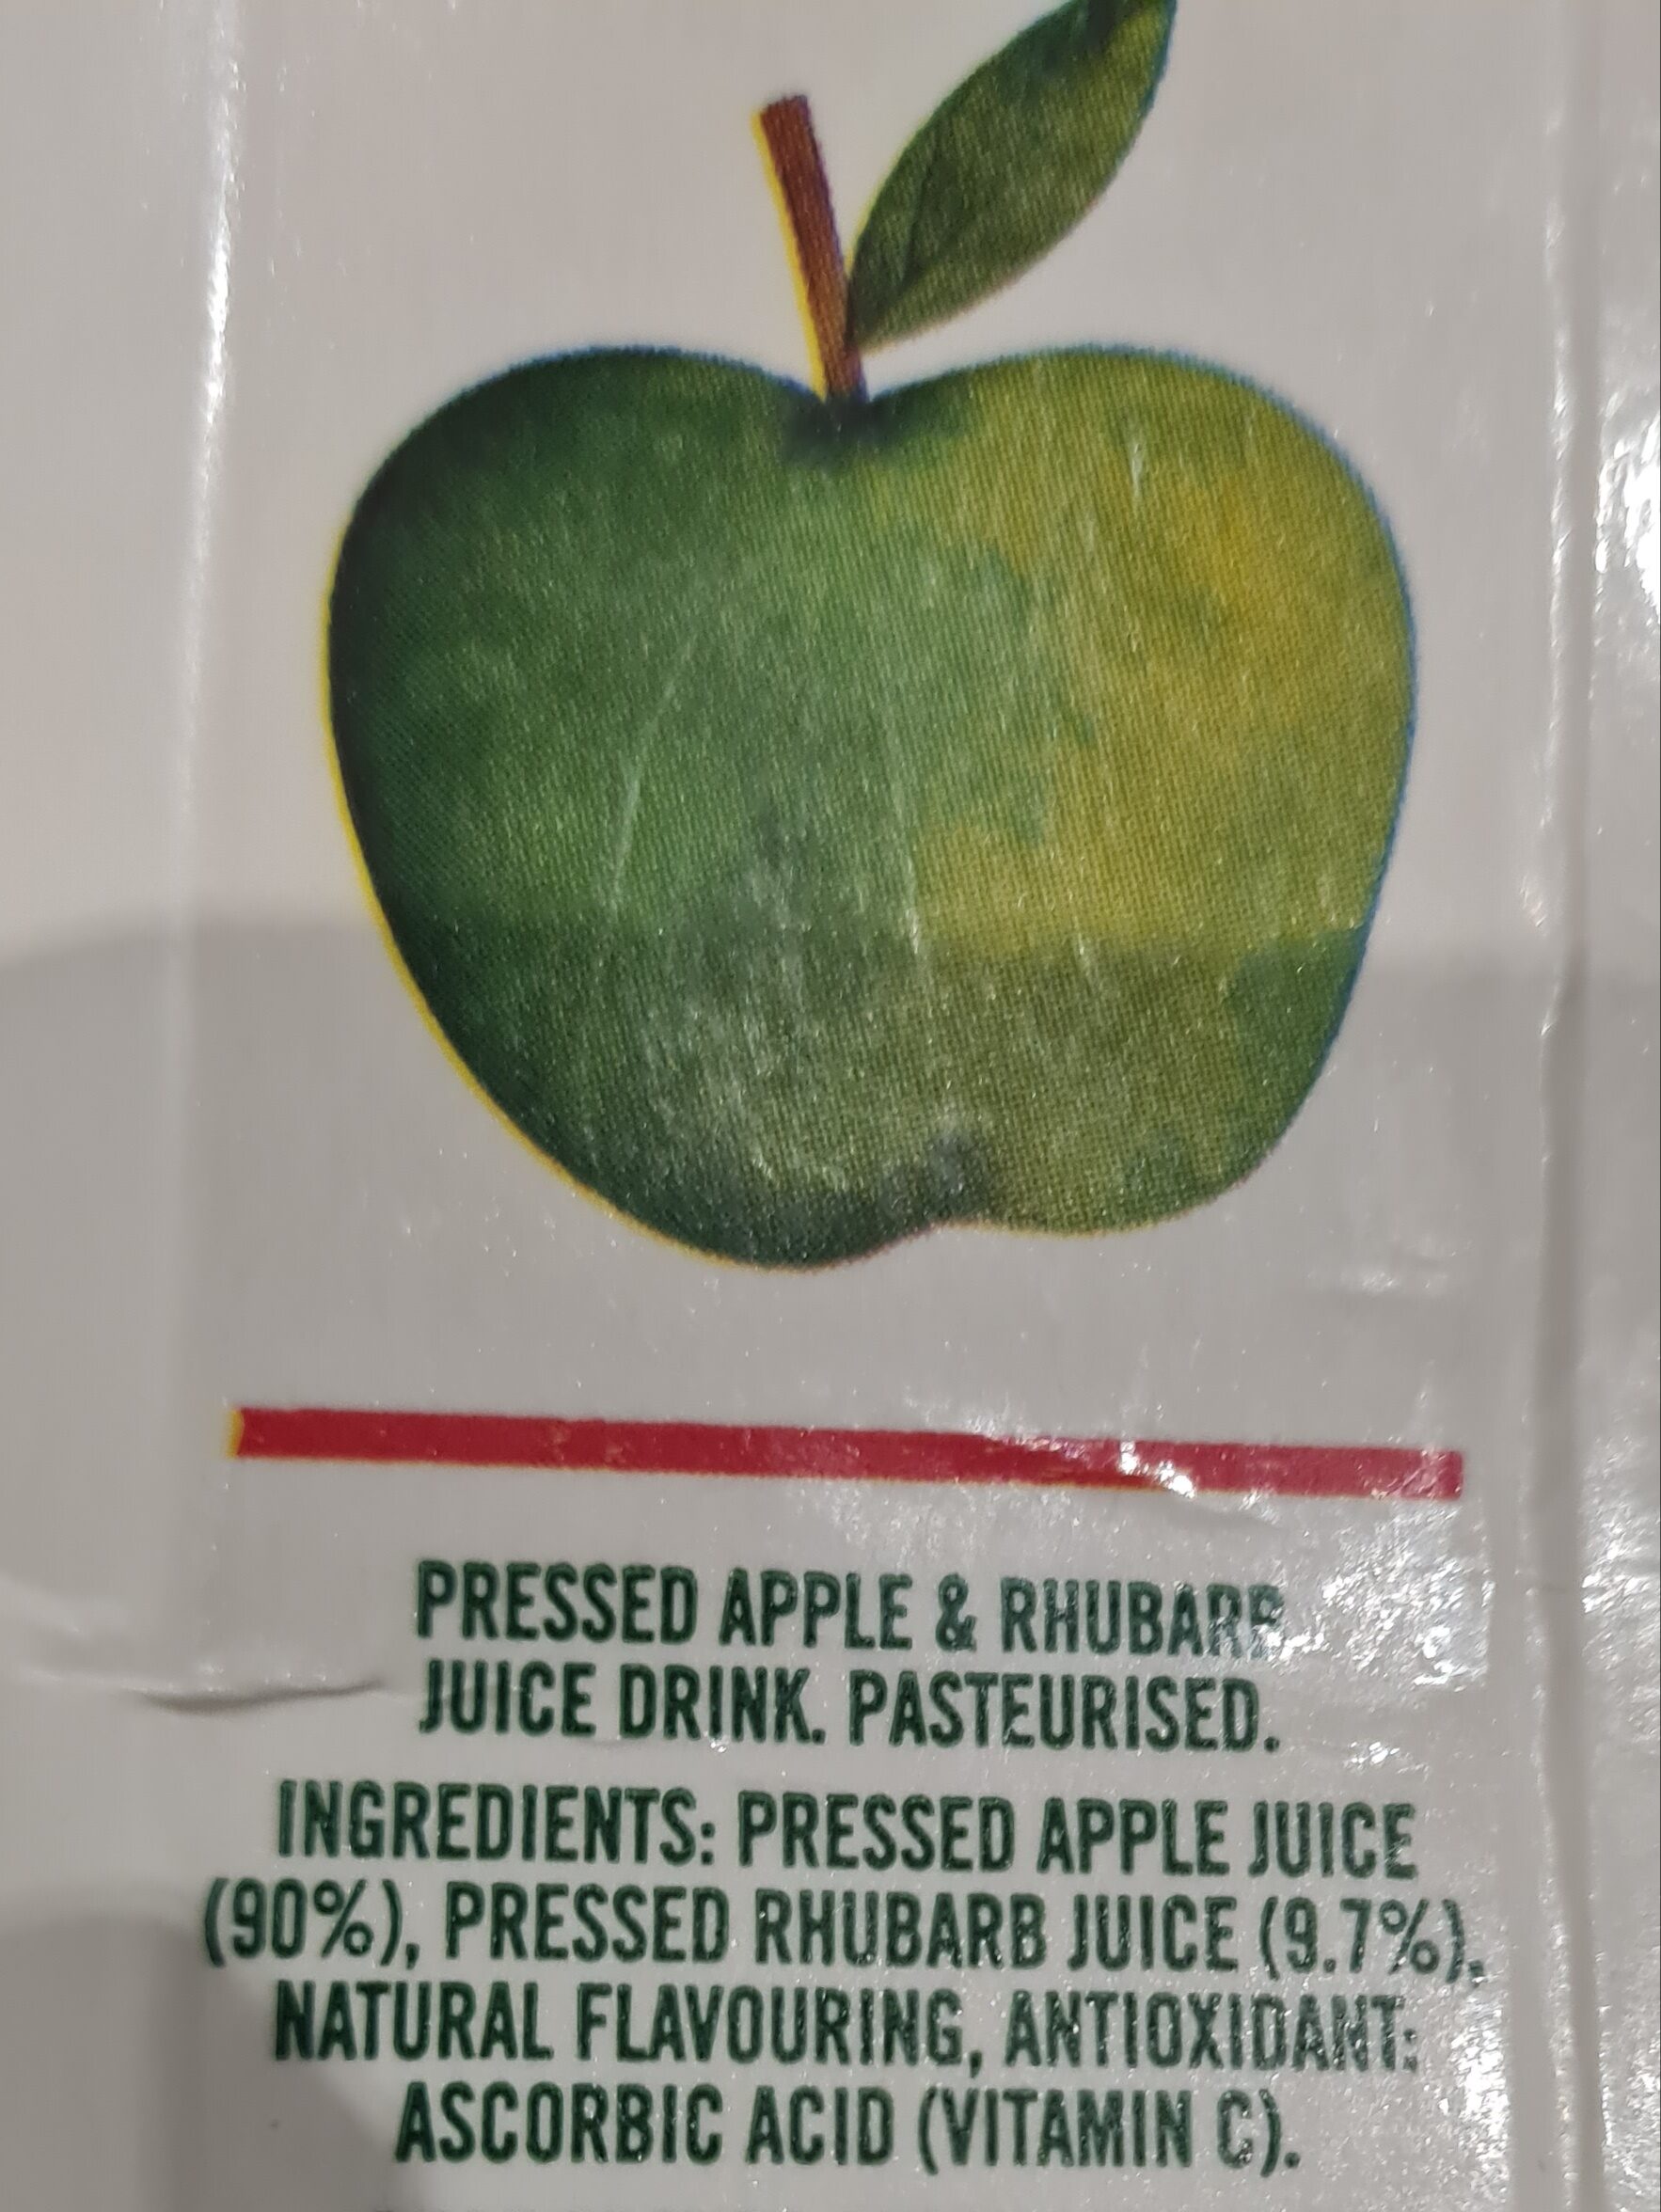 PRESSED APPLE & RHUBARB
JUICE DRINK. PASTEURISED.
INGREDIENTS: PRESSED APPLE JUICE
(90%), PRESSED RHUBARB JUICE (9.7%),
NATURAL FLAVOURING, ANTIOXIDANT:
ASCORBIC ACID (VITAMIN C).